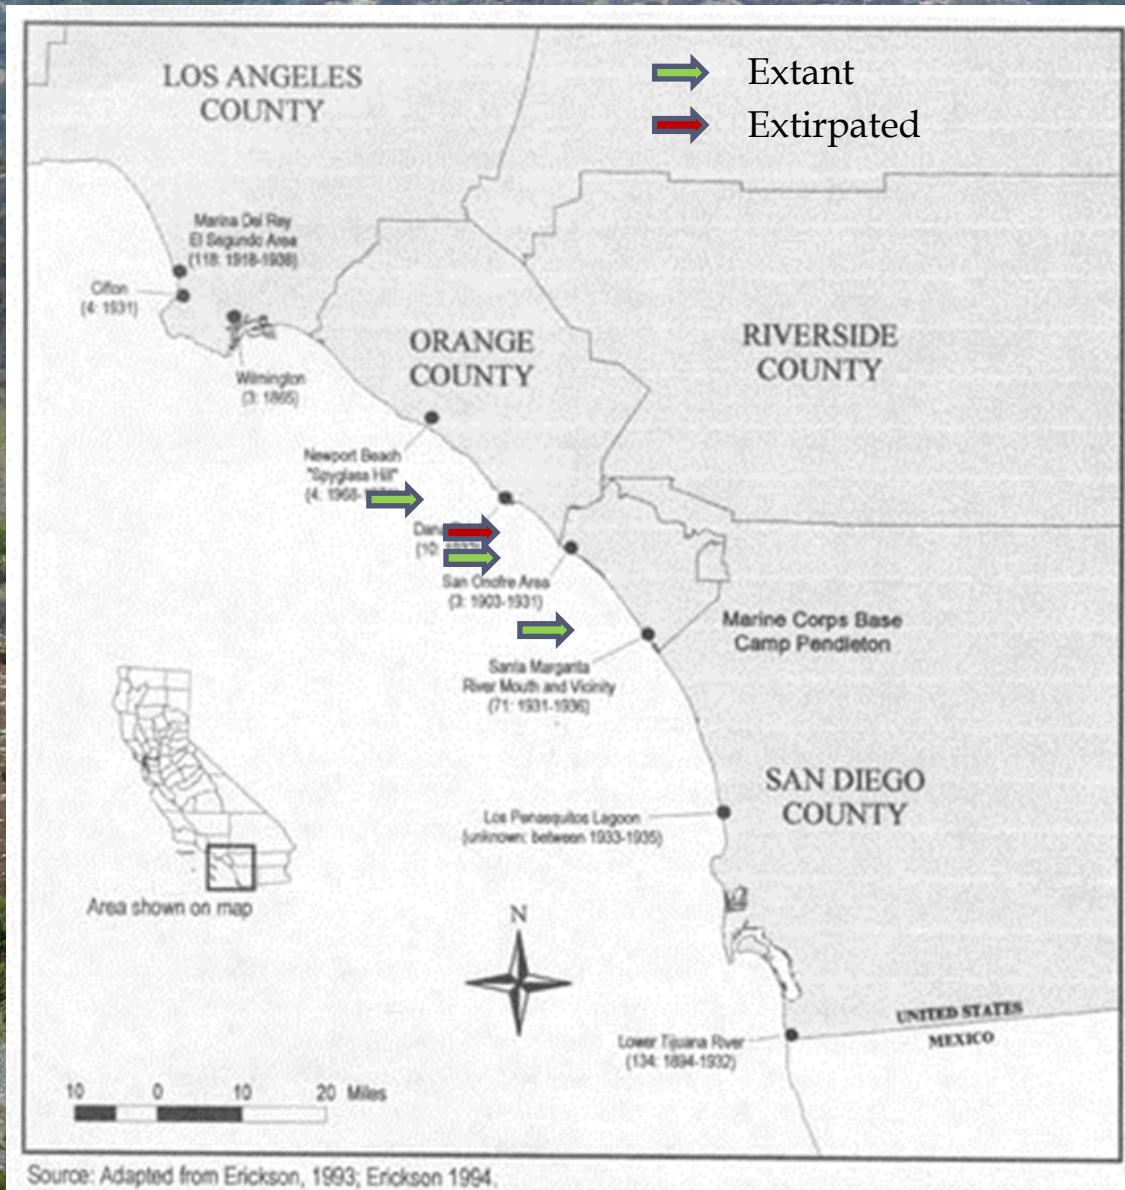 Extant
Extirpated
LOS ANGELES
COUNTY
Marina Del Rey
El Segundo Area
(118: 1918-1938)
Clifton
(4: 1931)
Wilmington
(3: 1865)
ORANGE
COUNTY
RIVERSIDE
COUNTY
Newport Beach
"Spyglass Hill"
(4: 1968-
(10:
San Onofre Area
(3: 1903-1931)
Marine Corps Base
Camp Pendleton
Santa Margarita
River Mouth and Vicinity
(71: 1931-1936)
SAN DIEGO
COUNTY
Los Penasquitos Lagoon
(unknown: between 1933-1935)
Area shown on map
N
UNITED STATES
MEXICO
Lower Tijuana River
(134: 1894-1932)
10 0 10 20 Miles
Source: Adapted from Erickson, 1993; Erickson 1994.